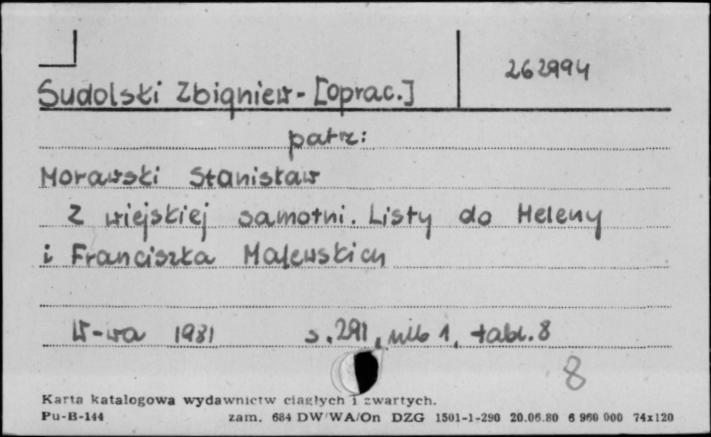 262994
Sudolski Zbigniew - [oprac.]
patrz:
Morawski Stanisław
Z wiejskiej samotni. Listy do Heleny
i Franciszka Malewskich
W-wa 1981 s. 291, nlb 1, tabl. 8
8
Karta katalogowa wydawnictw ciągłych i zwartych.
Pu-B-144 zam. 684 DW/WA/On DZG 1501-1-290 20.06.80 6 960 000 74x120